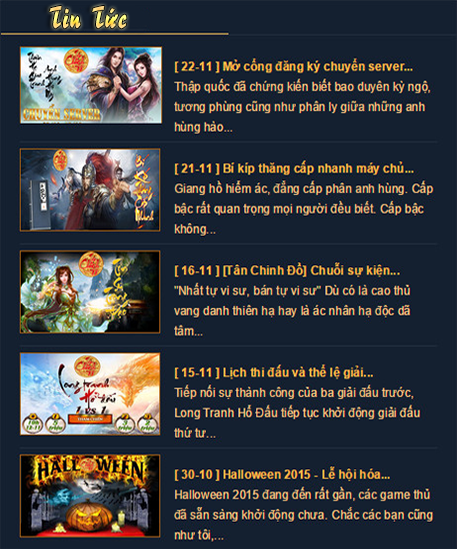 Tin Tức
CHUYỂN SERVER
[ 22-11 ] Mở cổng đăng ký chuyển server...
Thập quốc đã chứng kiến biết bao duyên kỳ ngộ,
tương phùng cũng như phân ly giữa những anh
hùng hào...
[ 21-11 ] Bí kíp thăng cấp nhanh máy chủ...
Giang hồ hiểm ác, đẳng cấp phân anh hùng. Cấp
bậc rất quan trọng mọi người đều biết. Cấp bậc
không...
[ 16-11 ] [Tân Chinh Đồ] Chuỗi sự kiện...
"Nhất tự vi sư, bán tự vi sư" Dù có là cao thủ
vang danh thiên hạ hay là ác nhân hạ độc dã
tâm...
Long tranh
Hổ đấu
[ 15-11 ] Lịch thi đấu và thể lệ giải...
Tiếp nối sự thành công của ba giải đấu trước,
Long Tranh Hổ Đấu tiếp tục khởi động giải đấu
thứ tư...
HALLOWEEN
[ 30-10 ] Halloween 2015 - Lễ hội hóa...
Halloween 2015 đang đến rất gần, các game thủ
đã sẵn sàng khởi động chưa. Chắc các bạn cũng
như tôi,...